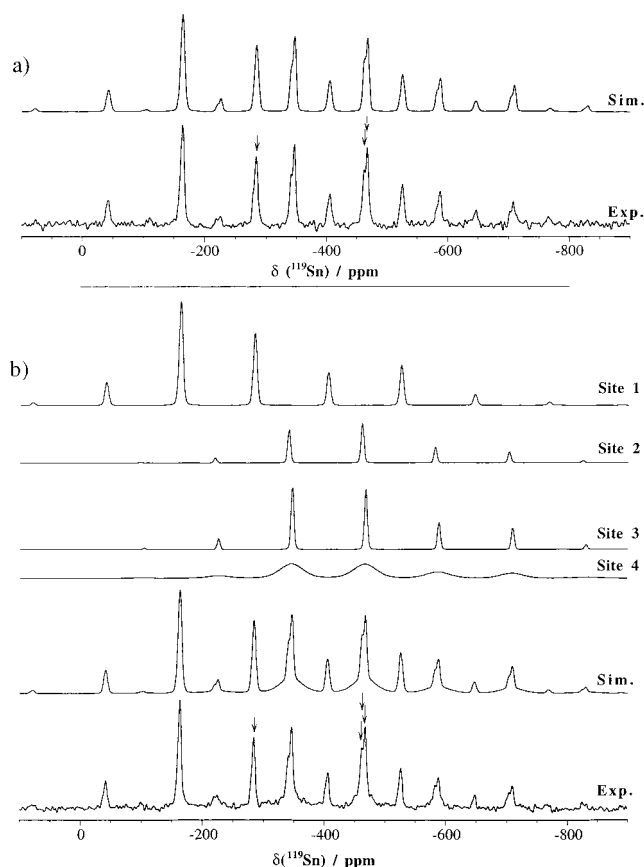 a)
Sim.
Exp.
0 -200 -400 -600 -800
δ (¹¹⁹Sn) / ppm
b)
Site 1
Site 2
Site 3
Site 4
Sim.
Exp.
0 -200 -400 -600 -800
δ(¹¹⁹Sn) / ppm